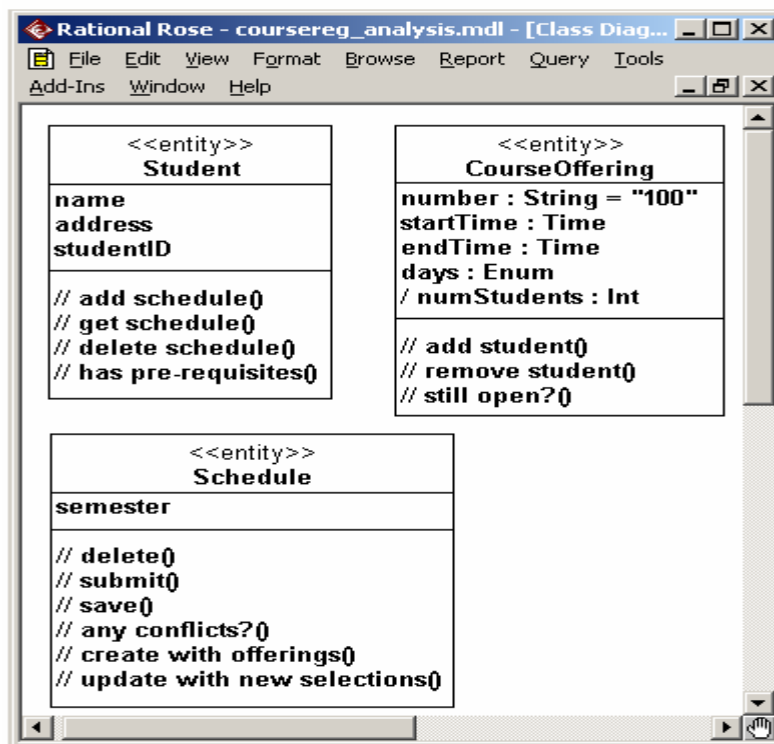 Rational Rose - coursereg_analysis.mdl - [Class Diag...
File Edit View Format Browse Report Query Tools
Add-Ins Window Help
<<entity>>
Student
name
address
studentID
// add schedule()
// get schedule()
// delete schedule()
// has pre-requisites()
<<entity>>
CourseOffering
number : String = "100"
startTime : Time
endTime : Time
days : Enum
/ numStudents : Int
// add student()
// remove student()
// still open?()
<<entity>>
Schedule
semester
// delete()
// submit()
// save()
// any conflicts?()
// create with offerings()
// update with new selections()